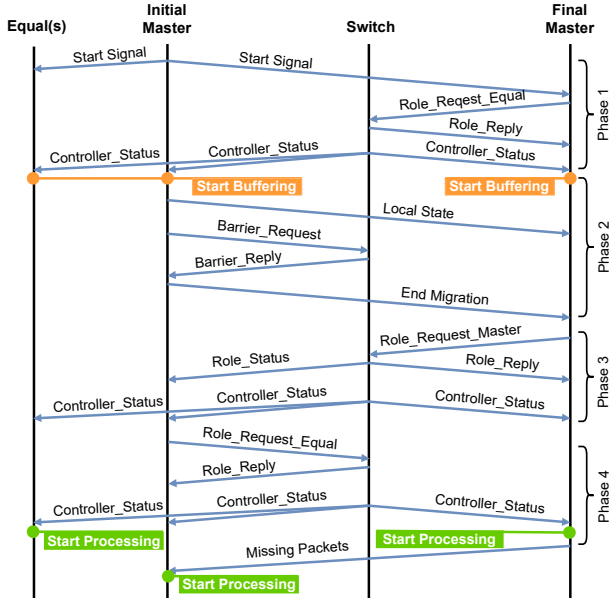 Equal(s)
Initial
Master
Switch
Final
Master
Start Signal
Start Signal
Role_Reqest_Equal
Role_Reply
Controller_Status
Controller_Status
Controller_Status
Phase 1
Start Buffering
Start Buffering
Local State
Barrier_Request
Barrier_Reply
End Migration
Phase 2
Role_Request_Master
Role_Status
Role_Reply
Controller_Status
Controller_Status
Controller_Status
Phase 3
Role_Request_Equal
Role_Reply
Controller_Status
Controller_Status
Controller_Status
Phase 4
Start Processing
Start Processing
Missing Packets
Start Processing